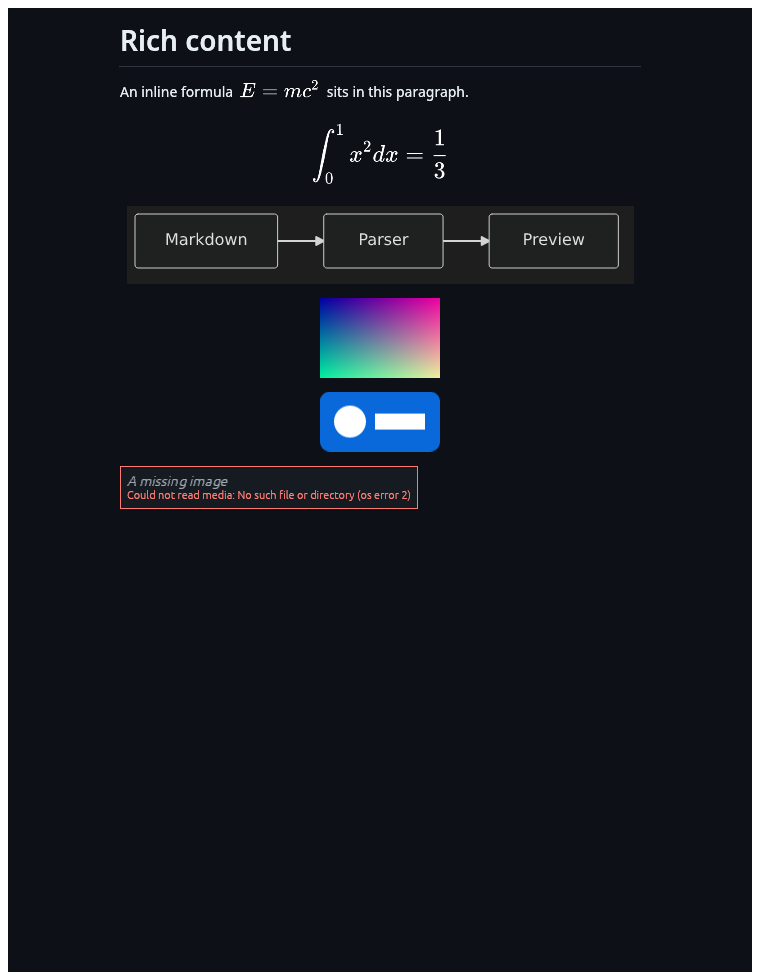 Rich content
An inline formula E = mc² sits in this paragraph.
∫₀¹ x²dx = 1/3
Markdown Parser Preview
A missing image
Could not read media: No such file or directory (os error 2)